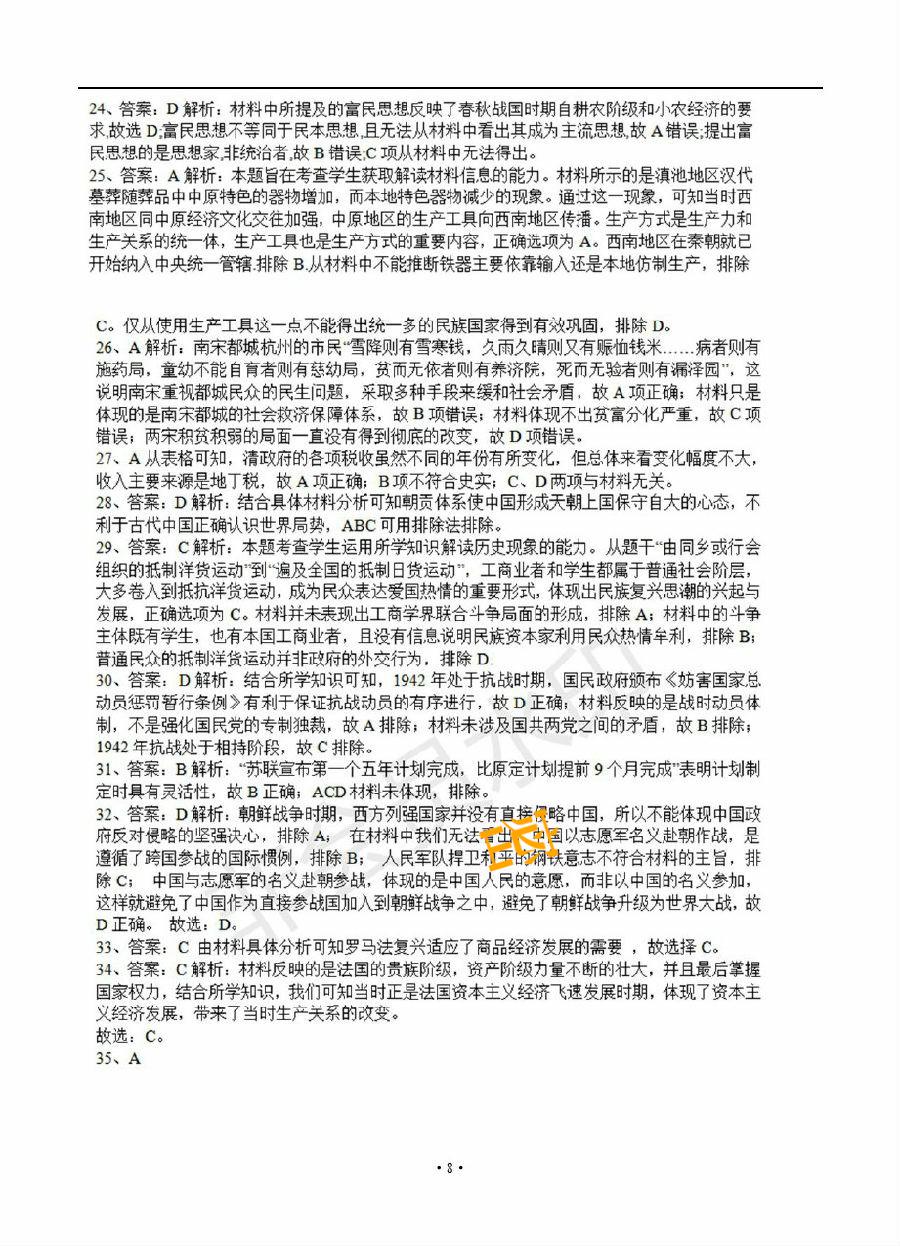 24、答案：D 解析：材料中所提及的富民思想反映了春秋战国时期自耕农阶级和小农经济的要
求,故选 D;富民思想不等同于民本思想,且无法从材料中看出其成为主流思想,故 A 错误;提出富
民思想的是思想家,非统治者,故 B 错误;C 项从材料中无法得出。
25、答案：A 解析：本题旨在考查学生获取解读材料信息的能力。材料所示的是滇池地区汉代
墓葬随葬品中中原特色的器物增加，而本地特色器物减少的现象。通过这一现象，可知当时西
南地区同中原经济文化交往加强，中原地区的生产工具向西南地区传播。生产方式是生产力和
生产关系的统一体，生产工具也是生产方式的重要内容，正确选项为 A。西南地区在秦朝就已
开始纳入中央统一管辖.排除 B.从材料中不能推断铁器主要依靠输入还是本地仿制生产，排除
C。仅从使用生产工具这一点不能得出统一多的民族国家得到有效巩固，排除 D。
26、A 解析：南宋都城杭州的市民“雪降则有雪寒钱，久雨久晴则又有赈恤钱米……病者则有
施药局，童幼不能自育者则有慈幼局，贫而无依者则有养济院，死而无殓者则有漏泽园”，这
说明南宋重视都城民众的民生问题，采取多种手段来缓和社会矛盾，故 A 项正确；材料只是
体现的是南宋都城的社会救济保障体系，故 B 项错误；材料体现不出贫富分化严重，故 C 项
错误；两宋积贫积弱的局面一直没有得到彻底的改变，故 D 项错误。
27、A 从表格可知，清政府的各项税收虽然不同的年份有所变化，但总体来看变化幅度不大，
收入主要来源是地丁税，故 A 项正确；B 项不符合史实；C、D 两项与材料无关。
28、答案：D 解析：结合具体材料分析可知朝贡体系使中国形成天朝上国保守自大的心态，不
利于古代中国正确认识世界局势，ABC 可用排除法排除。
29、答案：C 解析：本题考查学生运用所学知识解读历史现象的能力。从题干“由同乡或行会
组织的抵制洋货运动”到“遍及全国的抵制日货运动”，工商业者和学生都属于普通社会阶层，
大多卷入到抵抗洋货运动，成为民众表达爱国热情的重要形式，体现出民族复兴思潮的兴起与
发展，正确选项为 C。材料并未表现出工商学界联合斗争局面的形成，排除 A；材料中的斗争
主体既有学生，也有本国工商业者，且没有信息说明民族资本家利用民众热情牟利，排除 B；
普通民众的抵制洋货运动并非政府的外交行为．排除 D.
30、答案：D 解析：结合所学知识可知，1942 年处于抗战时期，国民政府颁布《妨害国家总
动员惩罚暂行条例》有利于保证抗战动员的有序进行，故 D 正确；材料反映的是战时动员体
制，不是强化国民党的专制独裁，故 A 排除；材料未涉及国共两党之间的矛盾，故 B 排除；
1942 年抗战处于相持阶段，故 C 排除。
31、答案：B 解析：“苏联宣布第一个五年计划完成，比原定计划提前 9 个月完成”表明计划制
定时具有灵活性，故 B 正确；ACD 材料未体现，排除。
32、答案：D 解析：朝鲜战争时期，西方列强国家并没有直接侵略中国，所以不能体现中国政
府反对侵略的坚强决心，排除 A； 在材料中我们无法看出 中国以志愿军名义赴朝作战，是
遵循了跨国参战的国际惯例，排除 B； 人民军队捍卫和平的钢铁意志不符合材料的主旨，排
除 C； 中国与志愿军的名义赴朝参战，体现的是中国人民的意愿，而非以中国的名义参加，
这样就避免了中国作为直接参战国加入到朝鲜战争之中，避免了朝鲜战争升级为世界大战，故
D 正确。 故选：D。
33、答案：C 由材料具体分析可知罗马法复兴适应了商品经济发展的需要 ，故选择 C。
34、答案：C 解析：材料反映的是法国的贵族阶级，资产阶级力量不断的壮大，并且最后掌握
国家权力，结合所学知识，我们可知当时正是法国资本主义经济飞速发展时期，体现了资本主
义经济发展，带来了当时生产关系的改变。
故选：C。
35、A
·8·